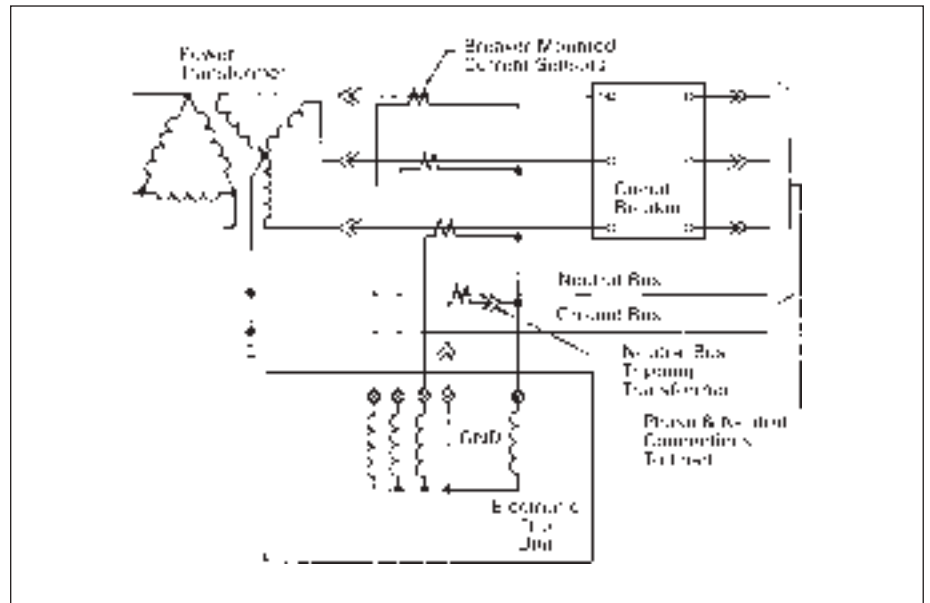 Power
Transformer
Breaker Mounted
Current Sensors
Circuit
Breaker
Neutral Bus
Ground Bus
Neutral Bus
Tripping
Transformer
Phase & Neutral
Connections
To Load
GND
Electronic
Trip
Unit